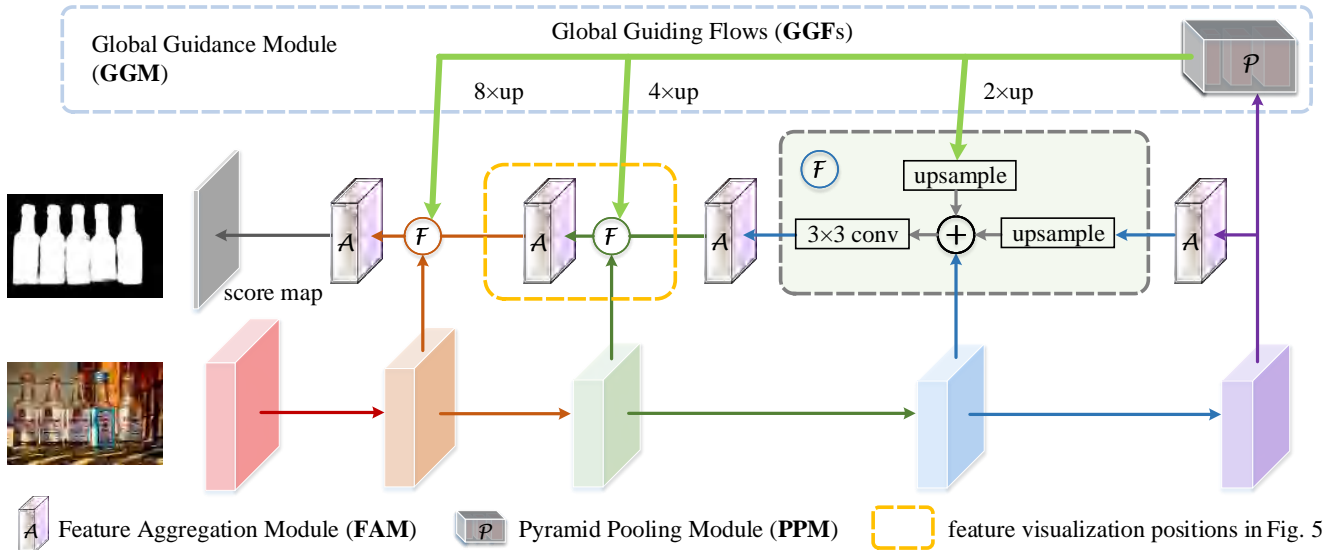 Global Guidance Module
(GGM)
Global Guiding Flows (GGFs)
P
8×up
4×up
2×up
F
upsample
A
F
A
F
A
3×3 conv
+
upsample
A
score map
A
Feature Aggregation Module (FAM)
P
Pyramid Pooling Module (PPM)
feature visualization positions in Fig. 5